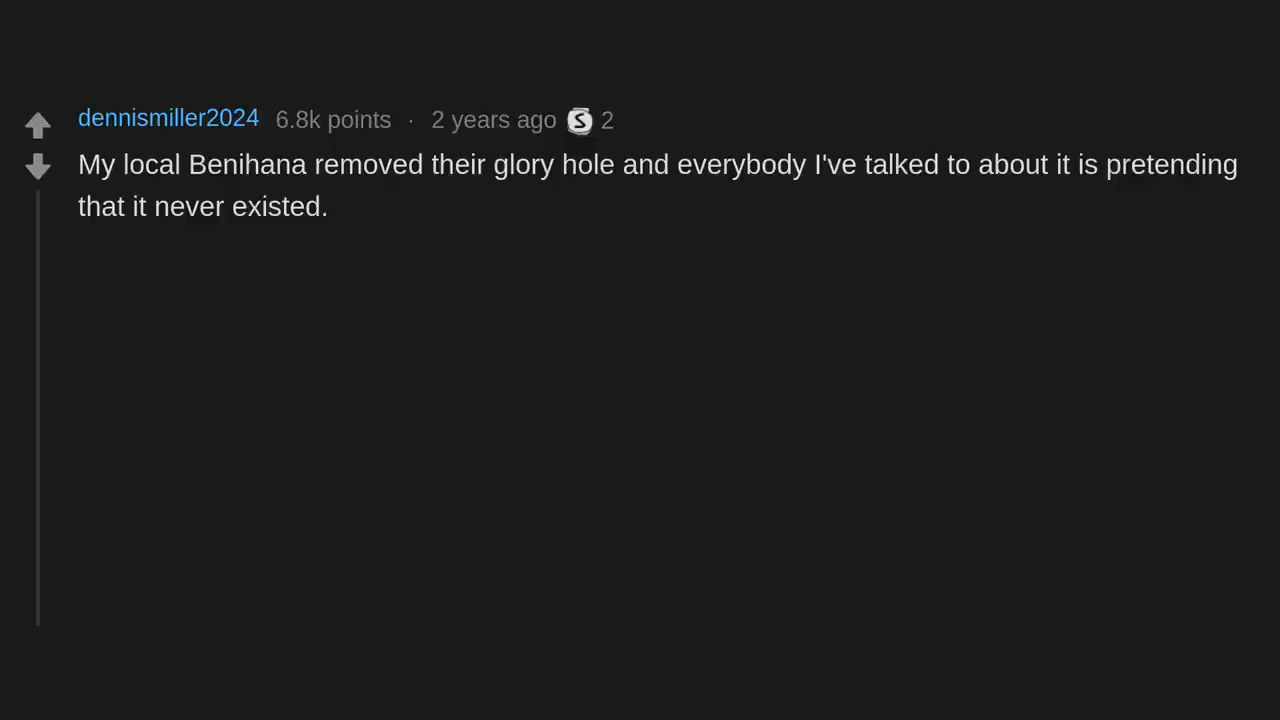 dennismiller2024 6.8k points · 2 years ago S 2
My local Benihana removed their glory hole and everybody I've talked to about it is pretending
that it never existed.